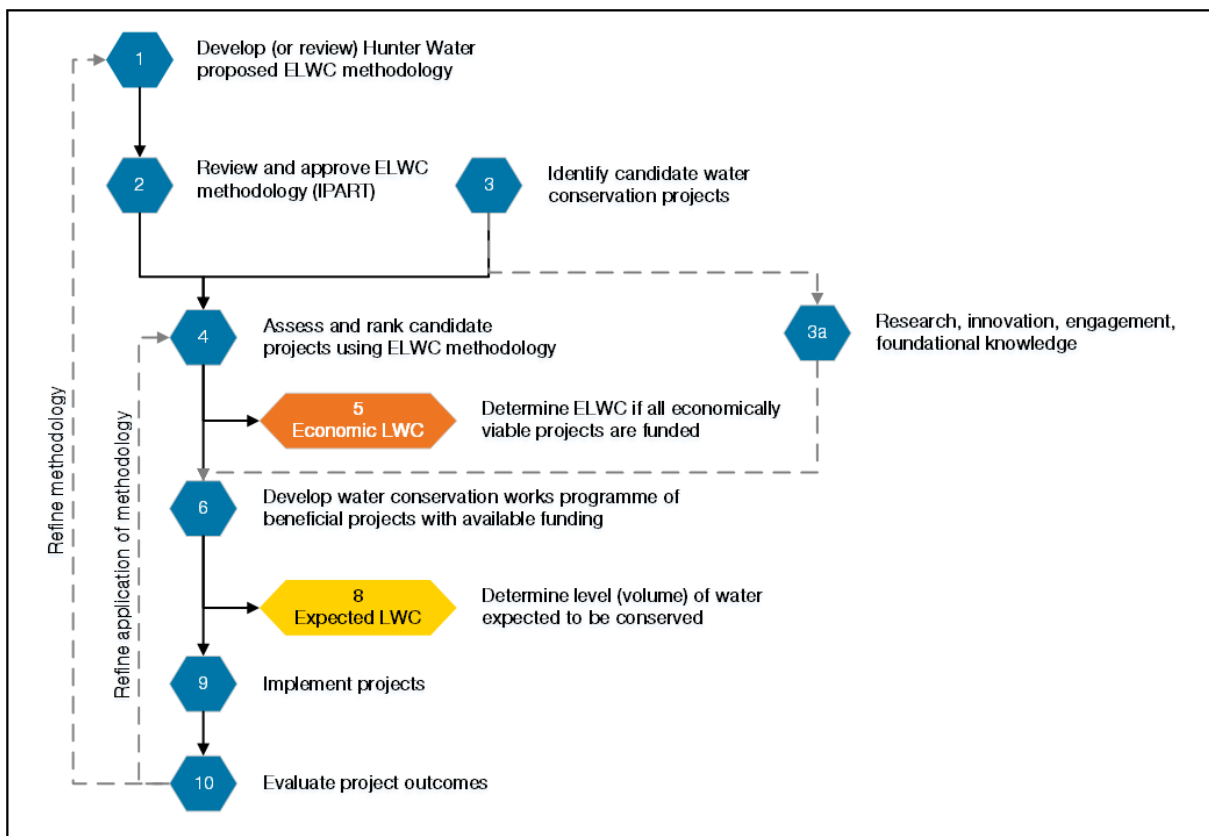 1
Develop (or review) Hunter Water
proposed ELWC methodology
2
Review and approve ELWC
methodology (IPART)
3
Identify candidate water
conservation projects
4
Assess and rank candidate
projects using ELWC methodology
3a
Research, innovation, engagement,
foundational knowledge
5
Economic LWC
Determine ELWC if all economically
viable projects are funded
6
Develop water conservation works programme of
beneficial projects with available funding
8
Expected LWC
Determine level (volume) of water
expected to be conserved
9
Implement projects
10
Evaluate project outcomes
Refine methodology
Refine application of methodology